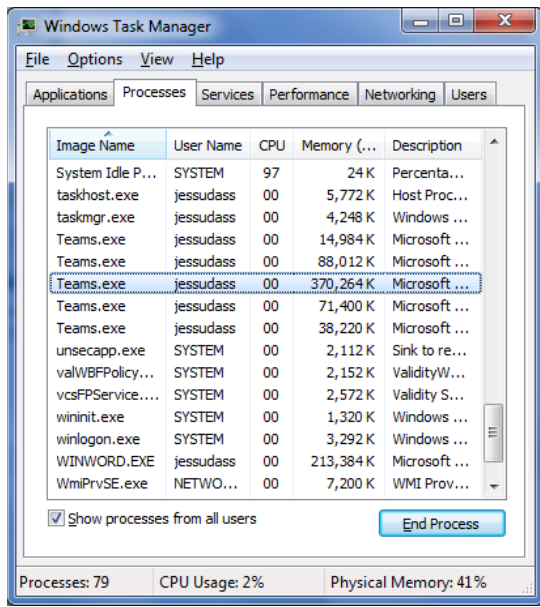 Windows Task Manager
File Options View Help
Applications Processes Services Performance Networking Users
Image Name User Name CPU Memory (... Description
System Idle P... SYSTEM 97 24 K Percenta...
taskhost.exe jessudass 00 5,772 K Host Proc...
taskmgr.exe jessudass 00 4,248 K Windows ...
Teams.exe jessudass 00 14,984 K Microsoft ...
Teams.exe jessudass 00 88,012 K Microsoft ...
Teams.exe jessudass 00 370,264 K Microsoft ...
Teams.exe jessudass 00 71,400 K Microsoft ...
Teams.exe jessudass 00 38,220 K Microsoft ...
unsecapp.exe SYSTEM 00 2,112 K Sink to re...
valWBFPolicy... SYSTEM 00 2,152 K ValidityW...
vcsFPService.... SYSTEM 00 2,572 K Validity S...
wininit.exe SYSTEM 00 1,320 K Windows ...
winlogon.exe SYSTEM 00 3,292 K Windows ...
WINWORD.EXE jessudass 00 213,384 K Microsoft ...
WmiPrvSE.exe NETWO... 00 7,200 K WMI Prov...
Show processes from all users End Process
Processes: 79 CPU Usage: 2% Physical Memory: 41%